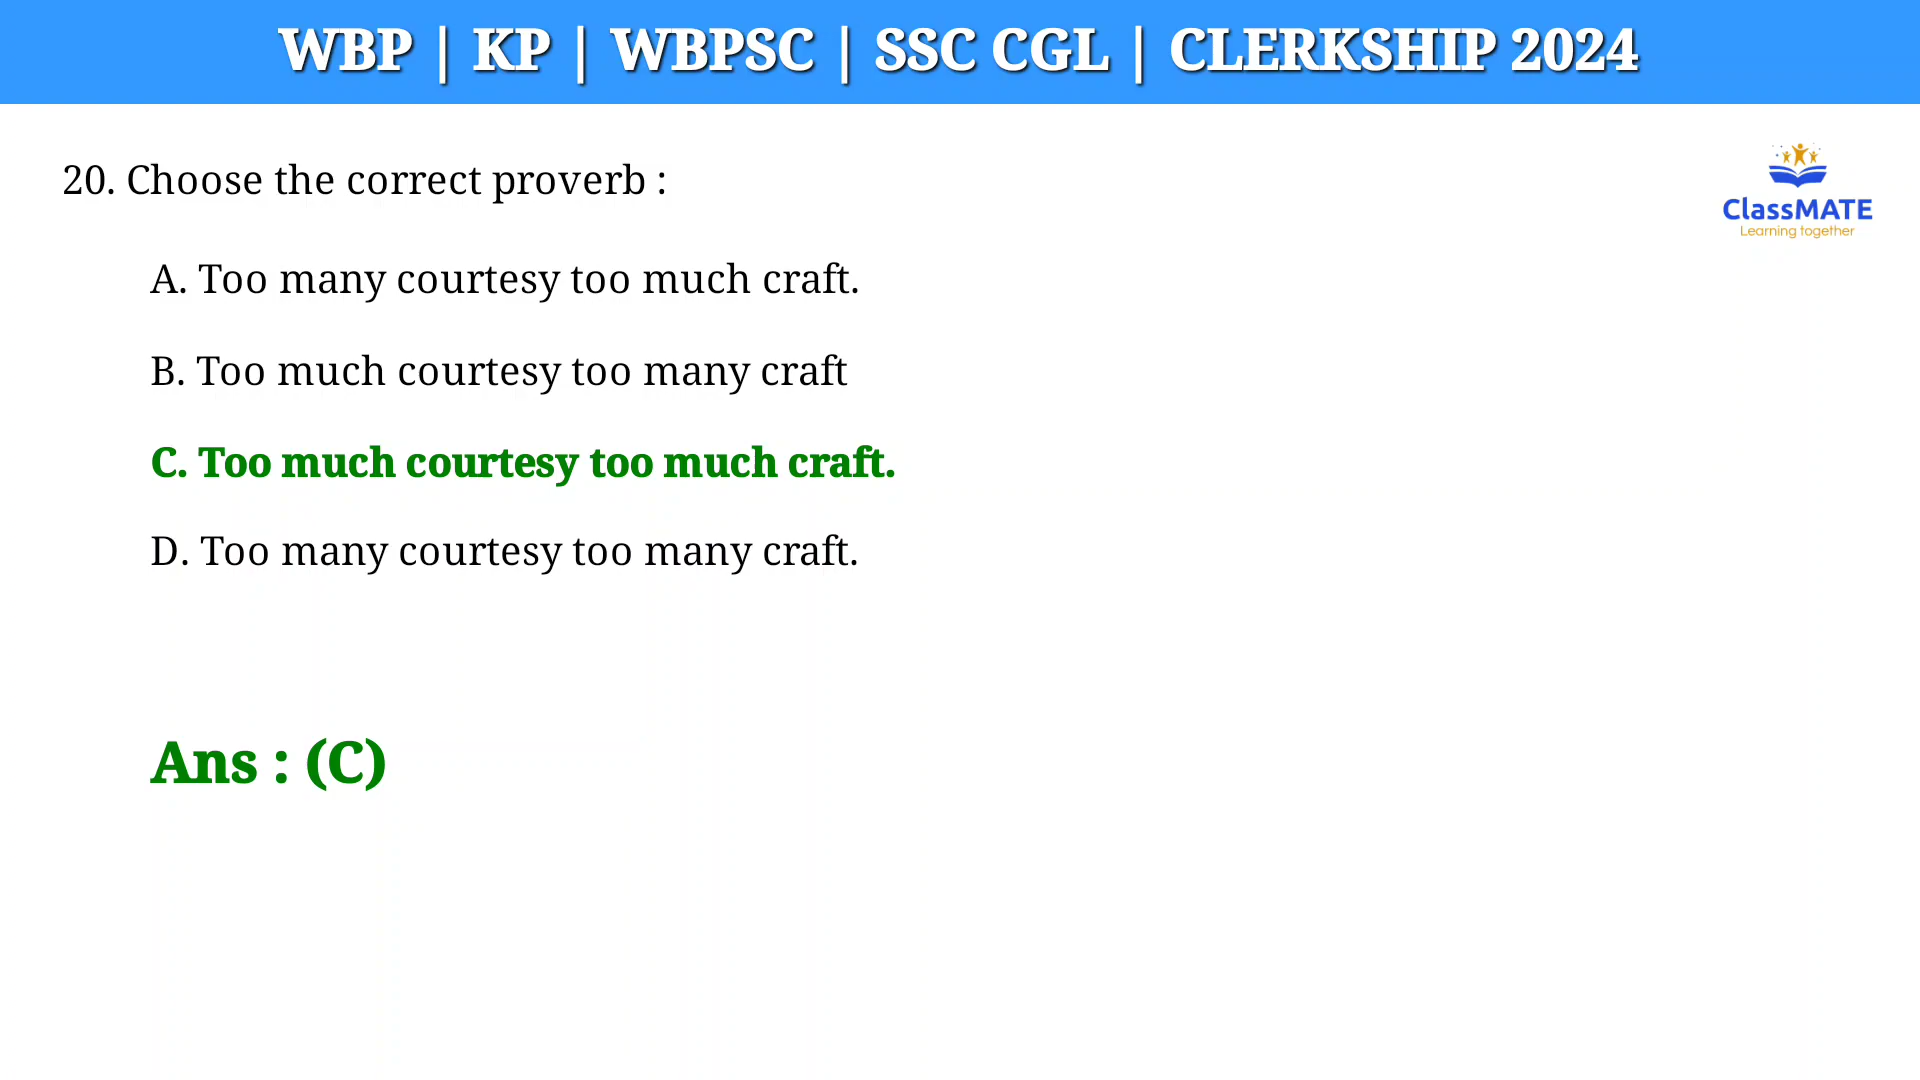 WBP | KP | WBPSC | SSC CGL | CLERKSHIP 2024
20. Choose the correct proverb :
ClassMATE
Learning together
A. Too many courtesy too much craft.
B. Too much courtesy too many craft
C. Too much courtesy too much craft.
D. Too many courtesy too many craft.
Ans : (C)